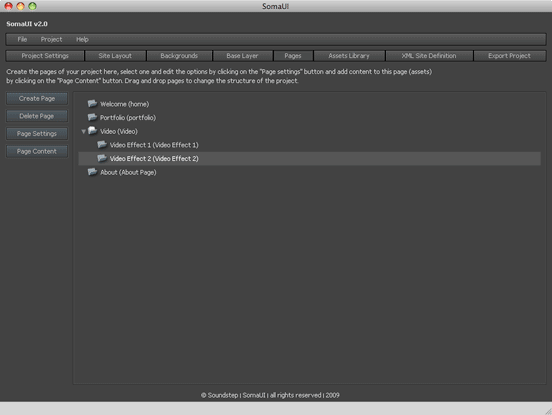 SomaUI
SomaUI v2.0
File Project Help
Project Settings Site Layout Backgrounds Base Layer Pages Assets Library XML Site Definition Export Project
Create the pages of your project here, select one and edit the options by clicking on the "Page settings" button and add content to this page (assets)
by clicking on the "Page Content" button. Drag and drop pages to change the structure of the project.
Create Page
Delete Page
Page Settings
Page Content
Welcome (home)
Portfolio (portfolio)
Video (Video)
Video Effect 1 (Video Effect 1)
Video Effect 2 (Video Effect 2)
About (About Page)
© Soundstep | SomaUI | all rights reserved | 2009